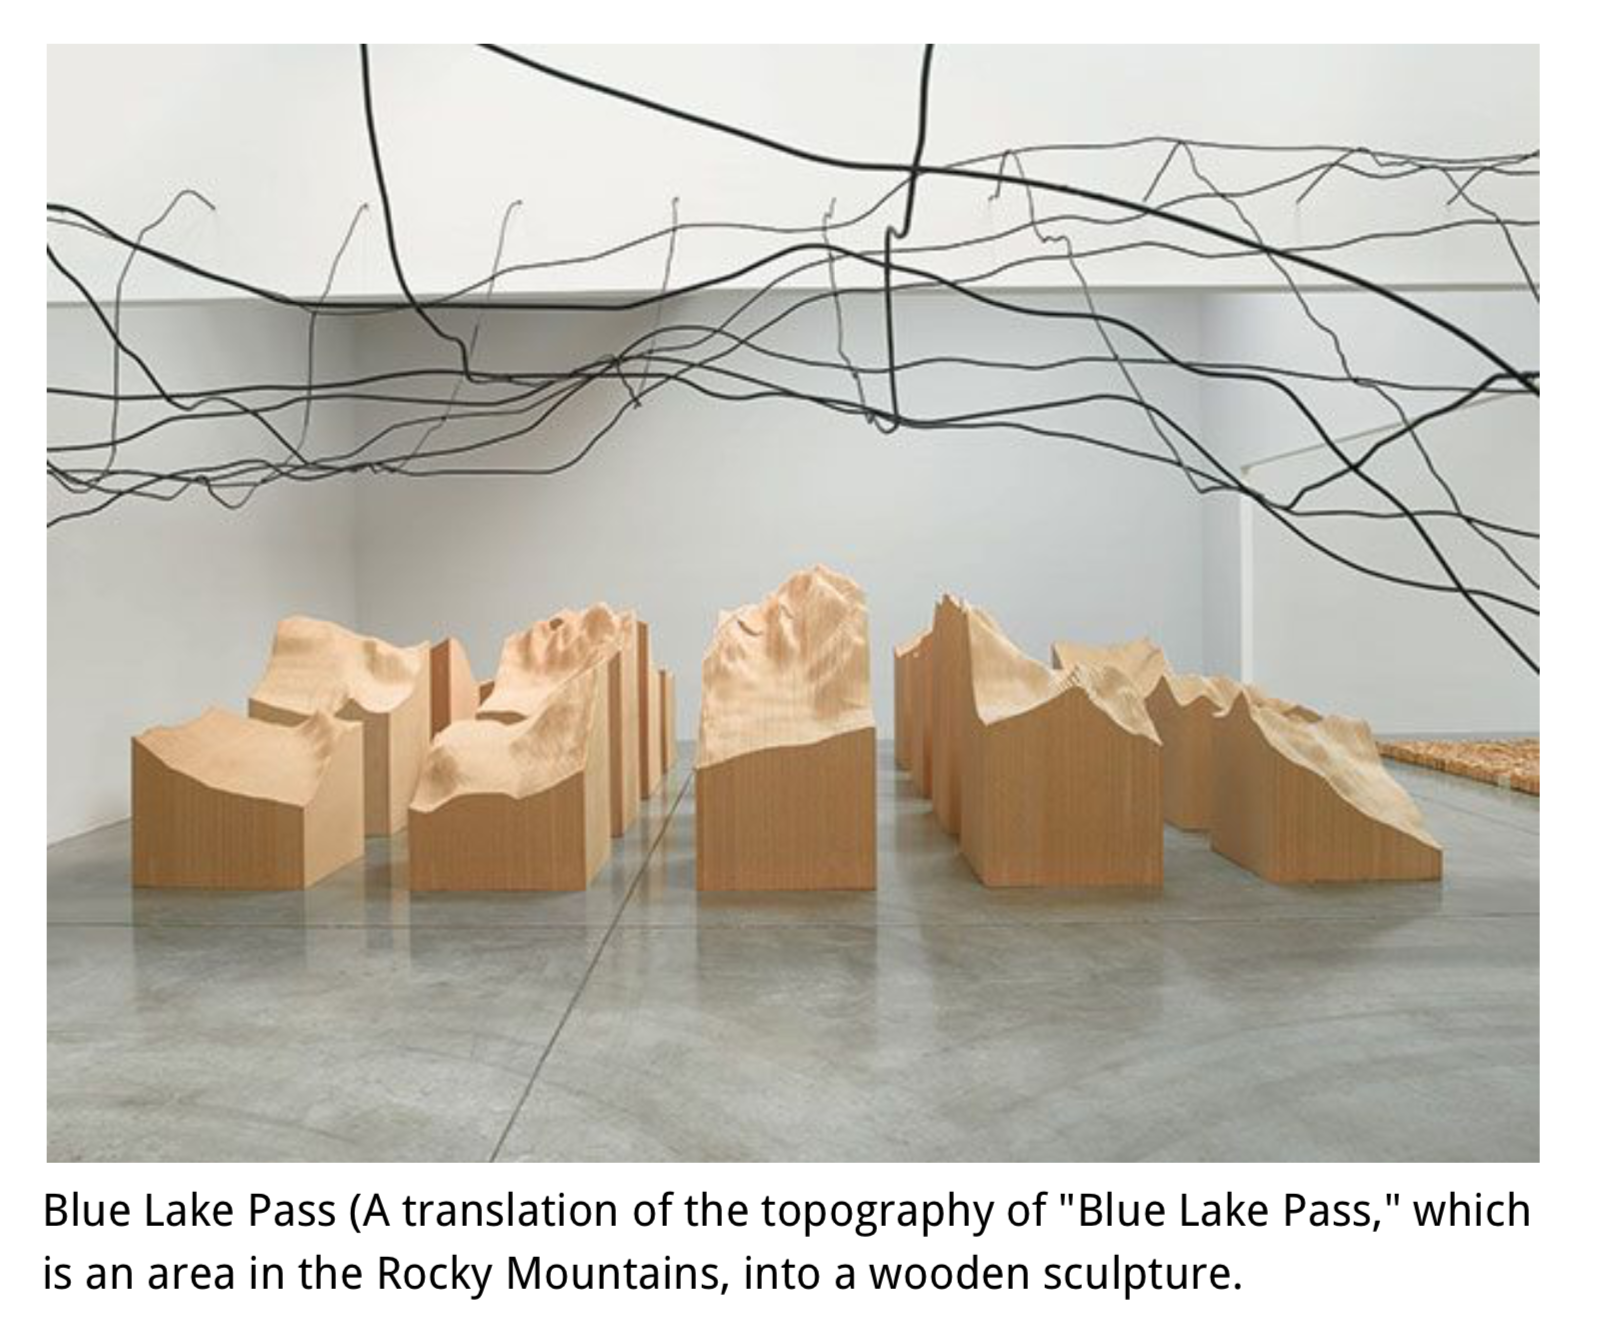 Blue Lake Pass (A translation of the topography of "Blue Lake Pass," which
is an area in the Rocky Mountains, into a wooden sculpture.